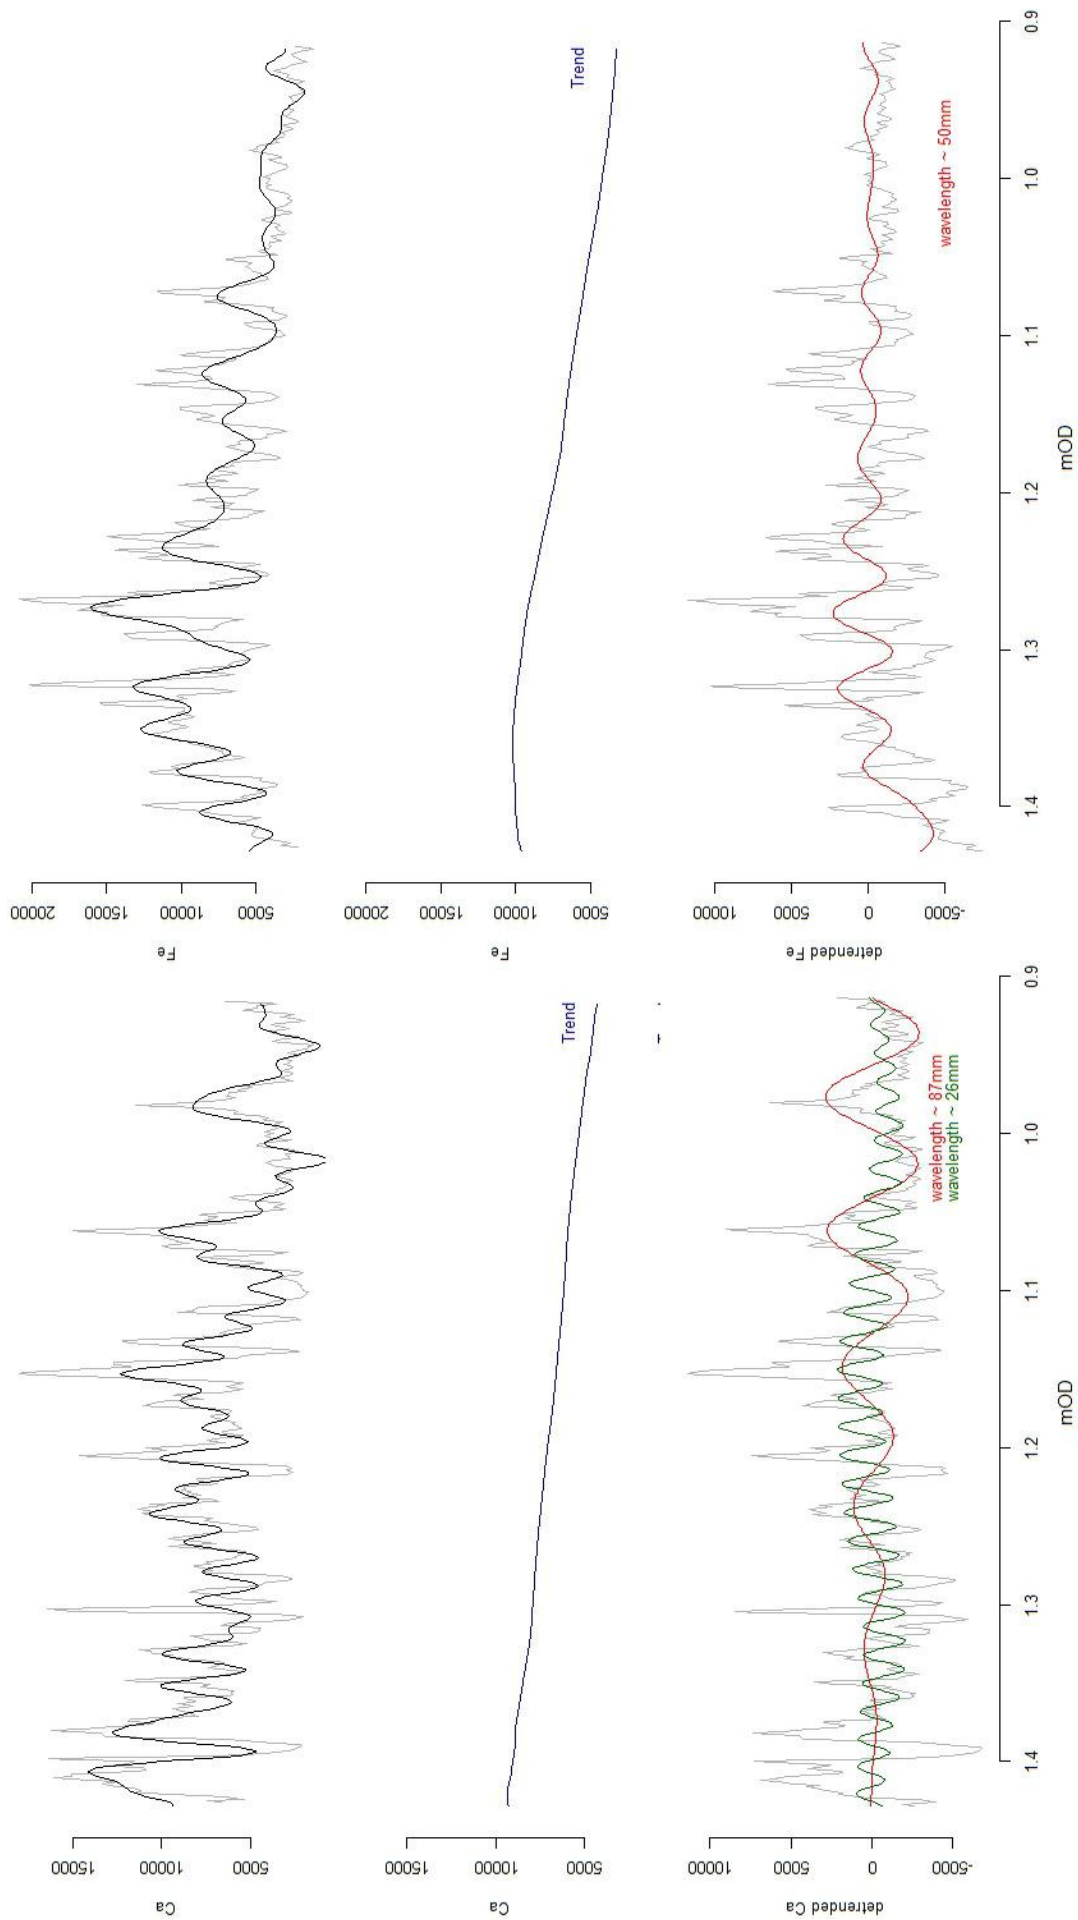 20000
15000
10000
5000
Fe
Trend
20000
15000
10000
5000
Fe
wavelength ~ 50mm
10000
5000
0
-5000
detrended Fe
0.9
1.0
1.1
1.2
1.3
1.4
mOD
15000
10000
5000
Ca
Trend
15000
10000
5000
Ca
wavelength ~ 87mm
wavelength ~ 26mm
10000
5000
0
-5000
detrended Ca
0.9
1.0
1.1
1.2
1.3
1.4
mOD